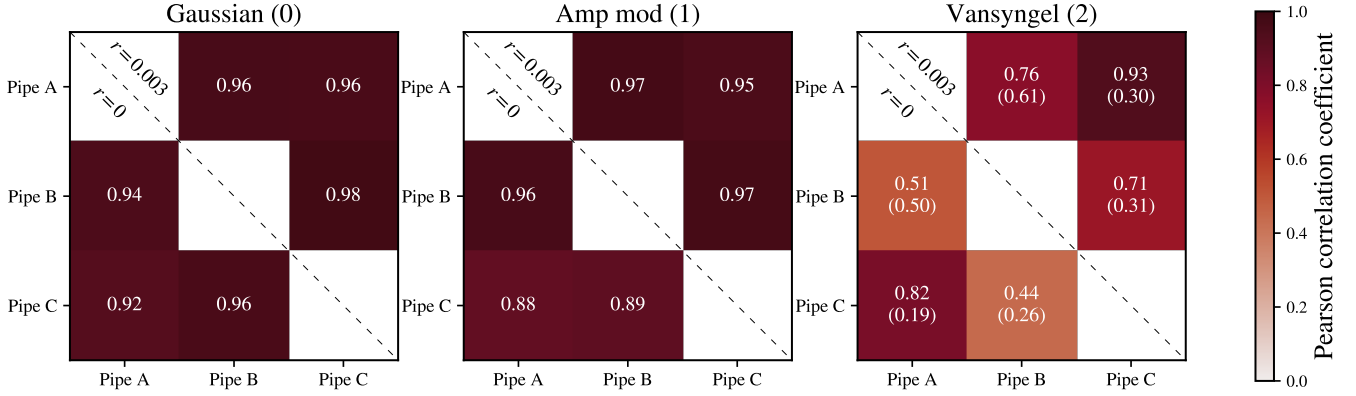 Gaussian (0)
Amp mod (1)
Vansyngel (2)
Pipe A
r=0.003
r=0
0.96
0.96
Pipe B
0.94
0.98
Pipe C
0.92
0.96
Pipe A
Pipe B
Pipe C
Pipe A
r=0.003
r=0
0.97
0.95
Pipe B
0.96
0.97
Pipe C
0.88
0.89
Pipe A
Pipe B
Pipe C
Pipe A
r=0.003
r=0
0.76
(0.61)
0.93
(0.30)
Pipe B
0.51
(0.50)
0.71
(0.31)
Pipe C
0.82
(0.19)
0.44
(0.26)
Pipe A
Pipe B
Pipe C
1.0
0.8
0.6
0.4
0.2
0.0
Pearson correlation coefficient